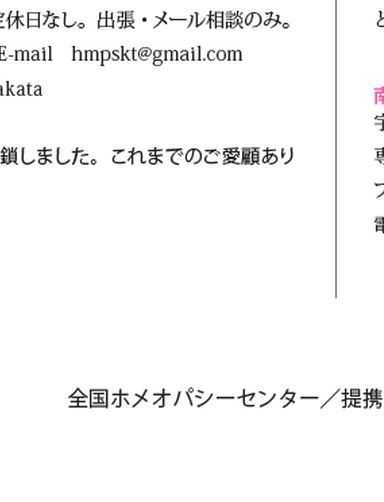 定休日なし。出張・メール相談のみ。
E-mail hmpskt@gmail.com
akata
鎖しました。これまでのご愛顧あり
と
南
宇
専
電
全国ホメオパシーセンター／提携